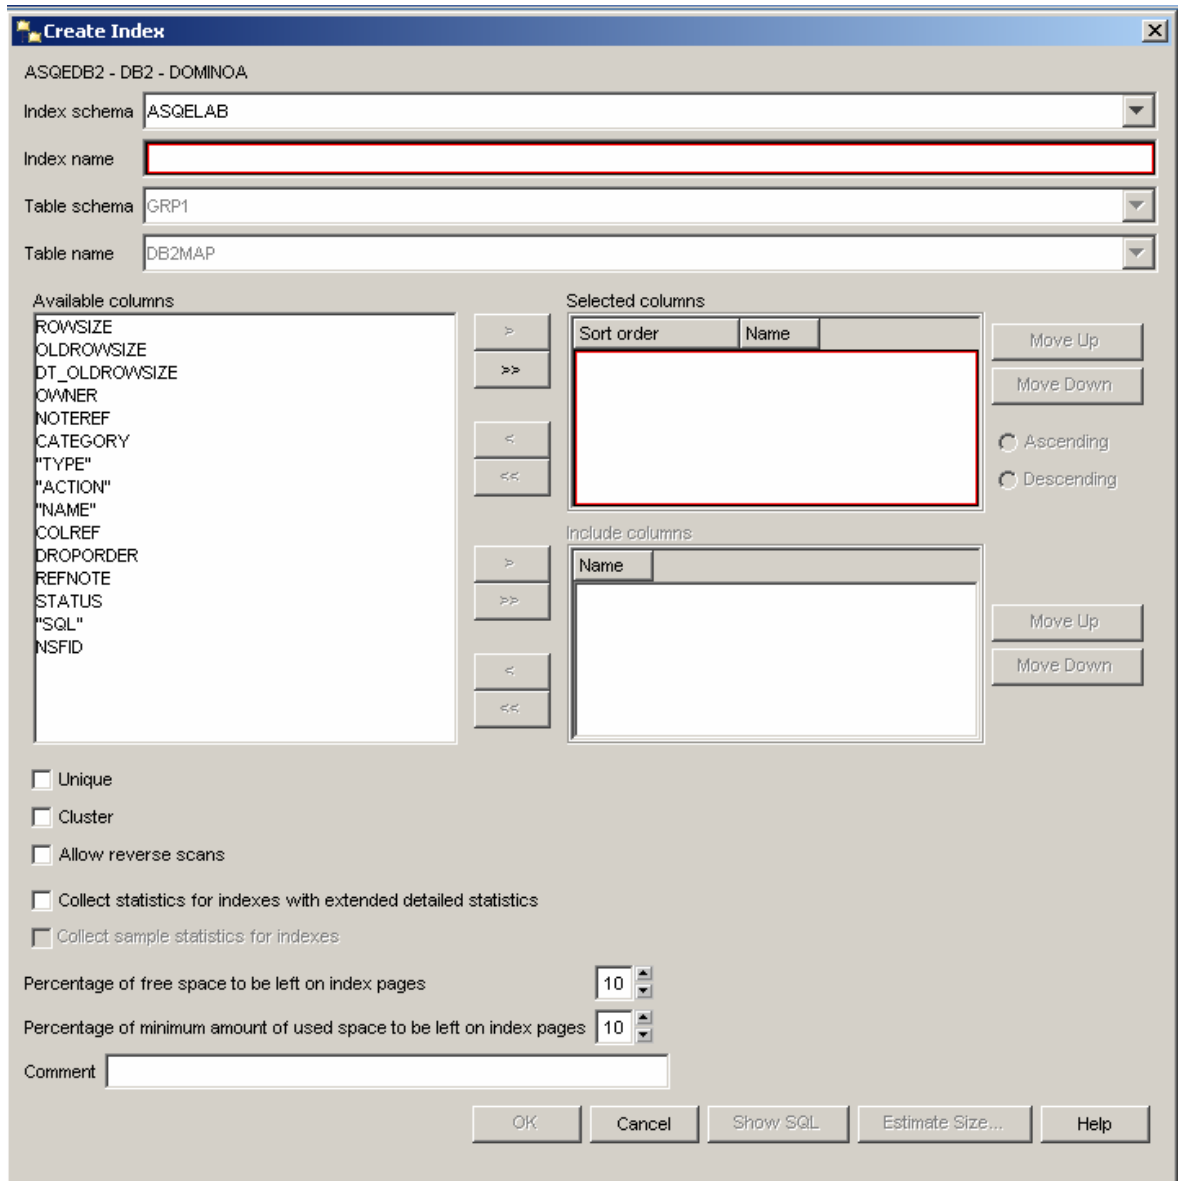 Create Index
ASQEDB2 - DB2 - DOMINOA
Index schema ASQELAB
Index name
Table schema GRP1
Table name DB2MAP
Available columns
ROWSIZE
OLDROWSIZE
DT_OLDROWSIZE
OWNER
NOTEREF
CATEGORY
"TYPE"
"ACTION"
"NAME"
COLREF
DROPORDER
REFNOTE
STATUS
"SQL"
NSFID
>
>>
<
<<
>
>>
<
<<
Selected columns
Sort order Name
Move Up
Move Down
Ascending
Descending
Include columns
Name
Move Up
Move Down
Unique
Cluster
Allow reverse scans
Collect statistics for indexes with extended detailed statistics
Collect sample statistics for indexes
Percentage of free space to be left on index pages 10
Percentage of minimum amount of used space to be left on index pages 10
Comment
OK Cancel Show SQL Estimate Size... Help